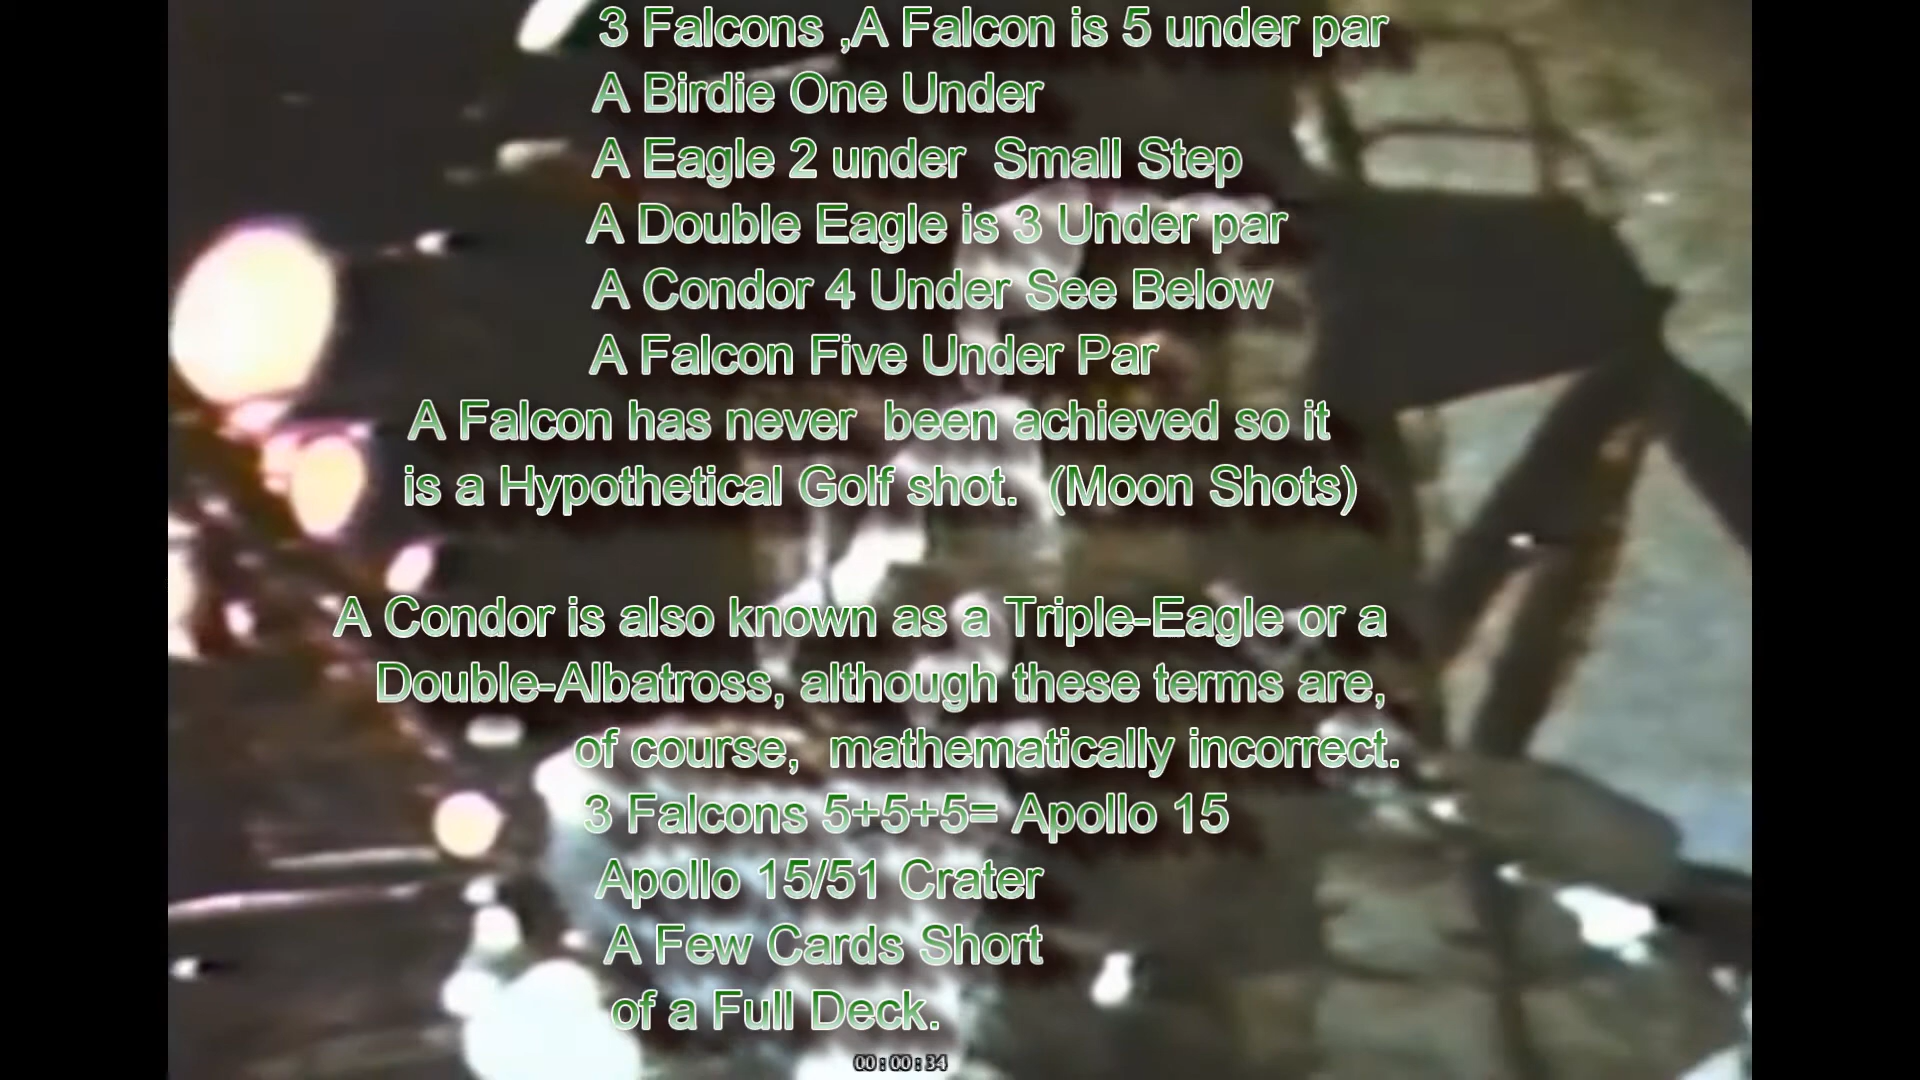 3 Falcons ,A Falcon is 5 under par
A Birdie One Under
A Eagle 2 under  Small Step
A Double Eagle is 3 Under par
A Condor 4 Under See Below
A Falcon Five Under Par
A Falcon has never  been achieved so it
is a Hypothetical Golf shot.  (Moon Shots)
A Condor is also known as a Triple-Eagle or a
Double-Albatross, although these terms are,
of course,  mathematically incorrect.
3 Falcons 5+5+5= Apollo 15
Apollo 15/51 Crater
A Few Cards Short
of a Full Deck.
00:00:34